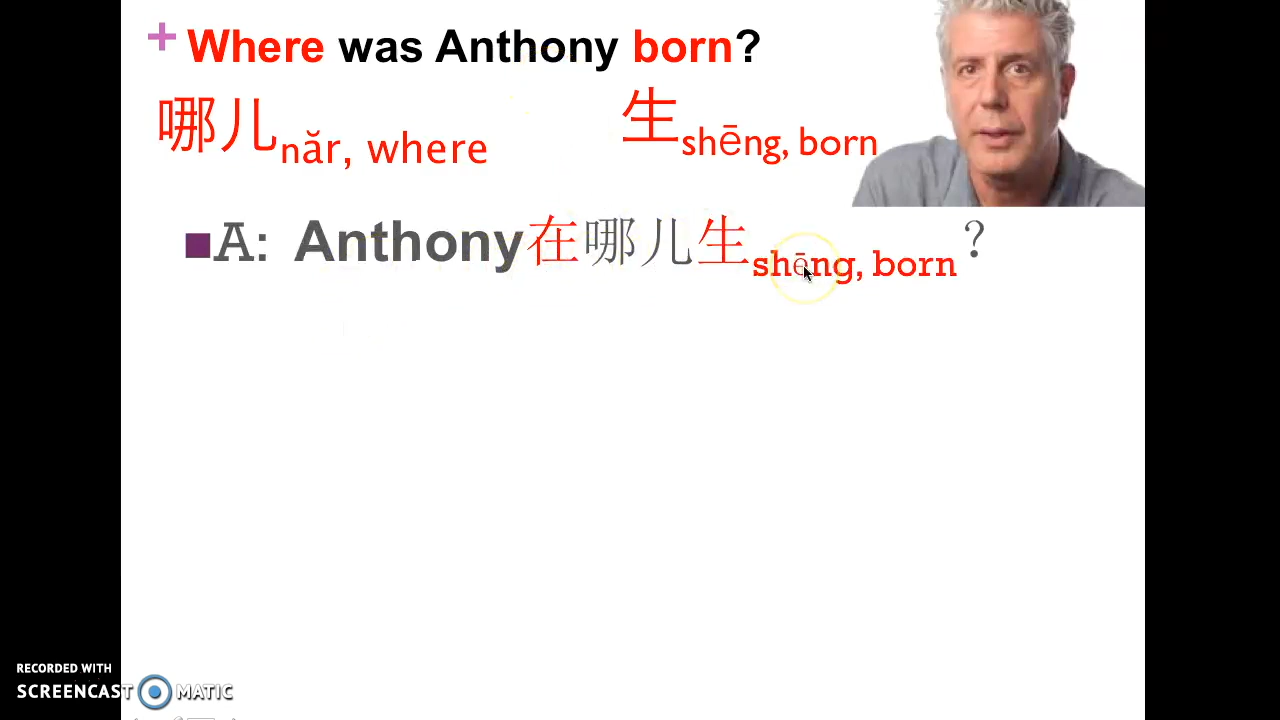 + Where was Anthony born?
哪儿năr, where 生shēng, born
A: Anthony在哪儿生shēng, born?
RECORDED WITH
SCREENCAST MATIC